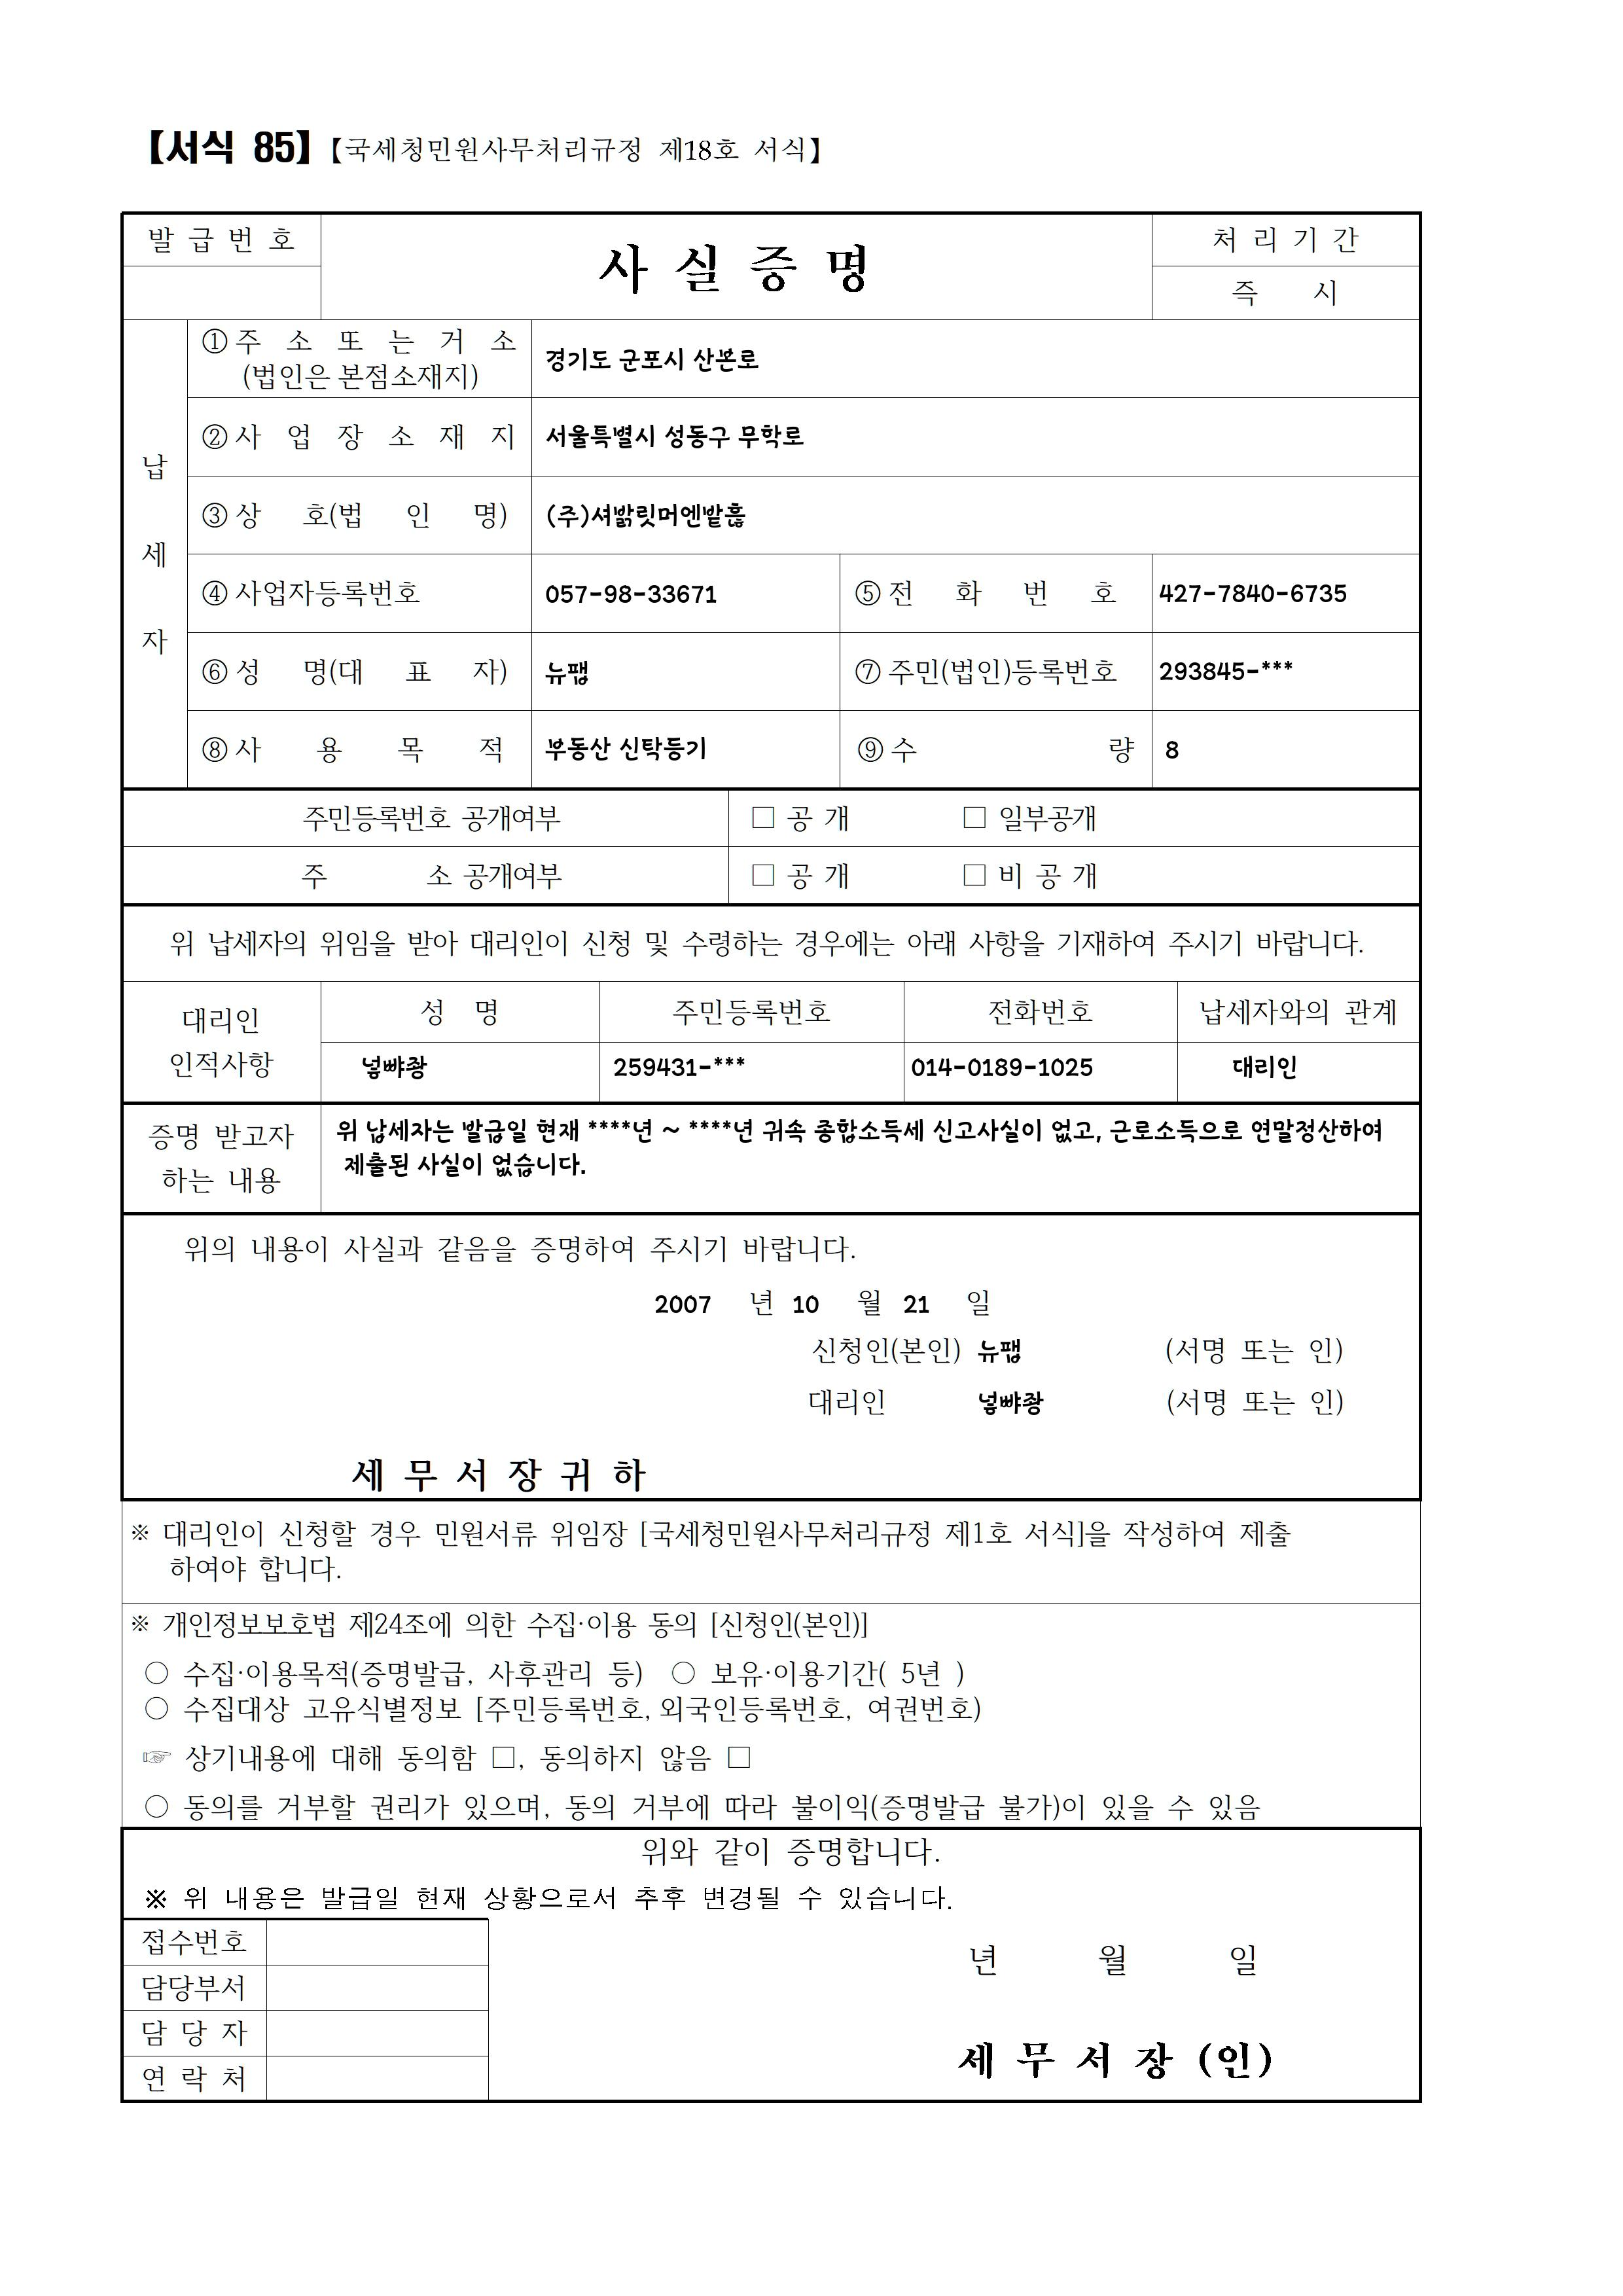 【서식 85】【국세청민원사무처리규정 제18호 서식】
발 급 번 호
사 실 증 명
처 리 기 간
즉 시
납 세 자
① 주 소 또 는 거 소
(법인은 본점소재지)
경기도 군포시 산본로
② 사 업 장 소 재 지
서울특별시 성동구 무학로
③ 상 호(법 인 명)
(주)셔밝릿머엔밭흝
④ 사업자등록번호
057-98-33671
⑤ 전 화 번 호
427-7840-6735
⑥ 성 명(대 표 자)
뉴팹
⑦ 주민(법인)등록번호
293845-***
⑧ 사 용 목 적
부동산 신탁등기
⑨ 수 량
8
주민등록번호 공개여부
□ 공 개 □ 일부공개
주 소 공개여부
□ 공 개 □ 비 공 개
위 납세자의 위임을 받아 대리인이 신청 및 수령하는 경우에는 아래 사항을 기재하여 주시기 바랍니다.
대리인
인적사항
성 명 주민등록번호 전화번호 납세자와의 관계
259431-*** 014-0189-1025 대리인
증명 받고자
하는 내용
위 납세자는 발급일 현재 ****년 ~ ****년 귀속 종합소득세 신고사실이 없고, 근로소득으로 연말정산하여
제출된 사실이 없습니다.
위의 내용이 사실과 같음을 증명하여 주시기 바랍니다.
2007 년 10 월 21 일
신청인(본인) 뉴팹 (서명 또는 인)
대리인 (서명 또는 인)
세 무 서 장 귀 하
※ 대리인이 신청할 경우 민원서류 위임장 [국세청민원사무처리규정 제1호 서식]을 작성하여 제출
하여야 합니다.
※ 개인정보보호법 제24조에 의한 수집·이용 동의 [신청인(본인)]
○ 수집·이용목적(증명발급, 사후관리 등) ○ 보유·이용기간( 5년 )
○ 수집대상 고유식별정보 [주민등록번호, 외국인등록번호, 여권번호)
☞ 상기내용에 대해 동의함 □, 동의하지 않음 □
○ 동의를 거부할 권리가 있으며, 동의 거부에 따라 불이익(증명발급 불가)이 있을 수 있음
위와 같이 증명합니다.
※ 위 내용은 발급일 현재 상황으로서 추후 변경될 수 있습니다.
접수번호
담당부서
담 당 자
연 락 처
년 월 일
세 무 서 장 (인)